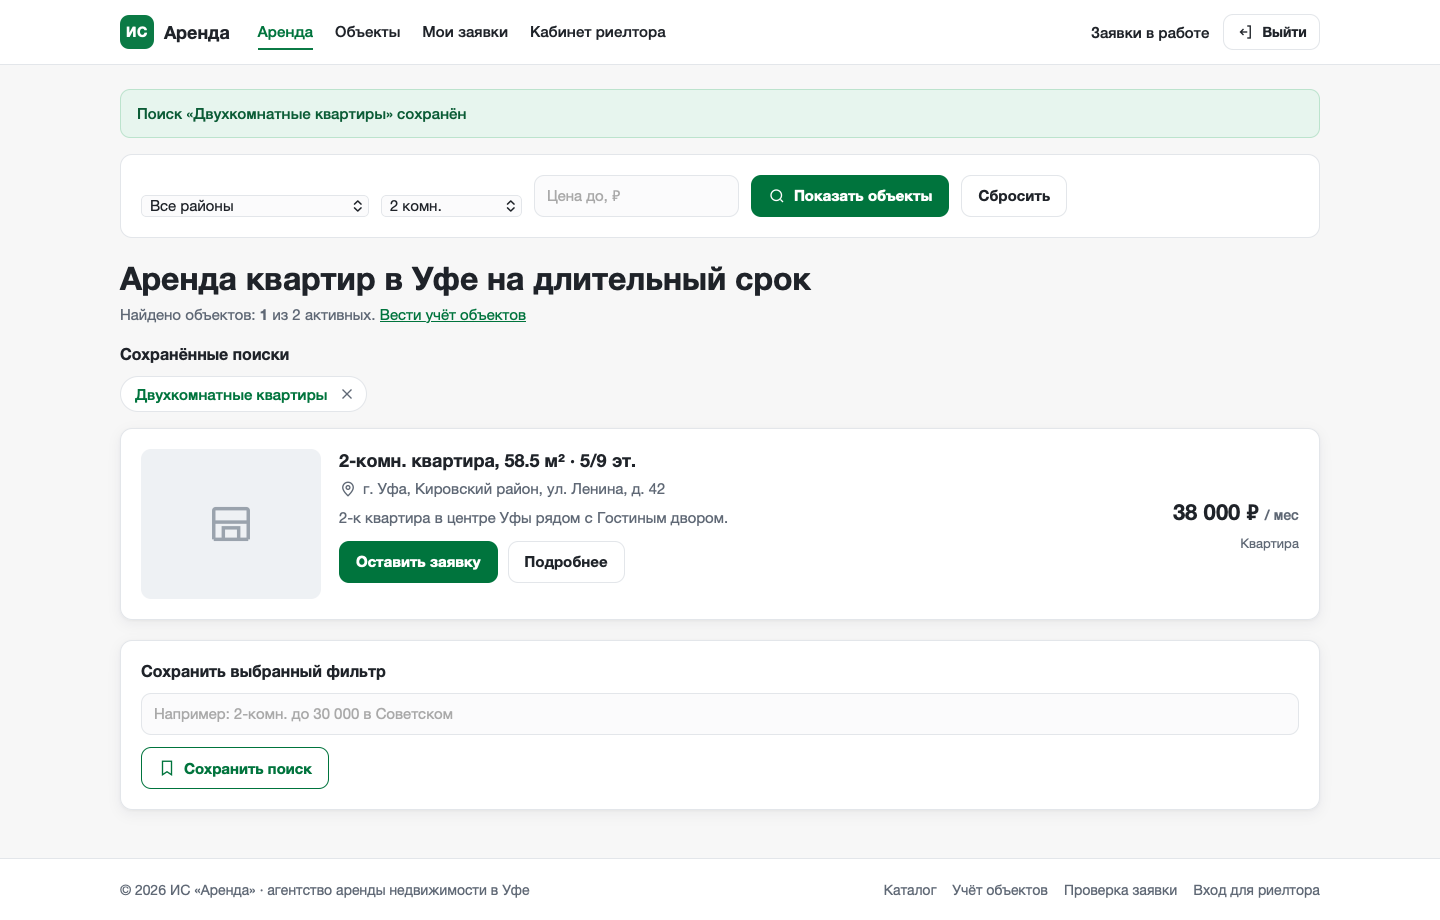 ИС Аренда Аренда Объекты Мои заявки Кабинет риелтора Заявки в работе Выйти
Поиск «Двухкомнатные квартиры» сохранён
Все районы 2 комн. Цена до, ₽ Показать объекты Сбросить
Аренда квартир в Уфе на длительный срок
Найдено объектов: 1 из 2 активных. Вести учёт объектов
Сохранённые поиски
Двухкомнатные квартиры
2-комн. квартира, 58.5 м² · 5/9 эт.
г. Уфа, Кировский район, ул. Ленина, д. 42
2-к квартира в центре Уфы рядом с Гостиным двором.
Оставить заявку Подробнее
38 000 ₽ / мес
Квартира
Сохранить выбранный фильтр
Например: 2-комн. до 30 000 в Советском
Сохранить поиск
© 2026 ИС «Аренда» · агентство аренды недвижимости в Уфе Каталог Учёт объектов Проверка заявки Вход для риелтора